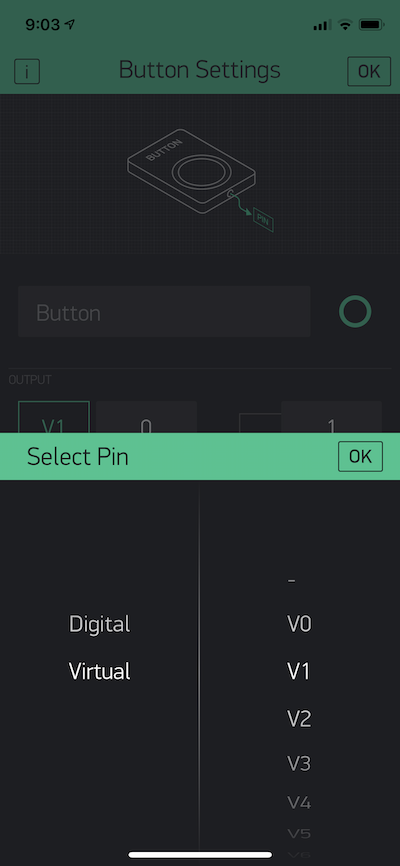 9:03
i
Button Settings
OK
BUTTON
PIN
Button
OUTPUT
V1
0
1
Select Pin
OK
-
Digital
V0
Virtual
V1
V2
V3
V4
V5